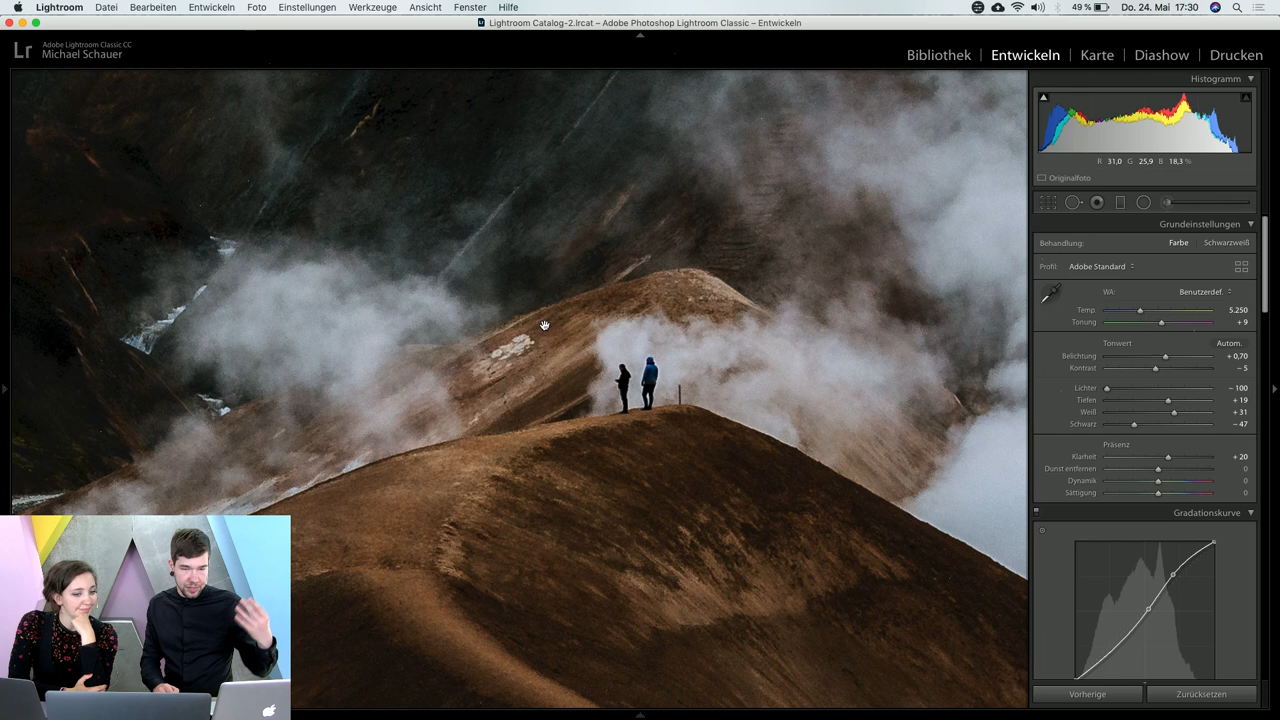 Lightroom Datei Bearbeiten Entwickeln Foto Einstellungen Werkzeuge Ansicht Fenster Hilfe 49 % Do. 24. Mai 17:30
Lightroom Catalog-2.lrcat – Adobe Photoshop Lightroom Classic – Entwickeln
Lr Adobe Lightroom Classic CC
Michael Schauer
Bibliothek | Entwickeln | Karte | Diashow | Drucken
Histogramm
R 31,0 G 25,9 B 18,3 %
Originalfoto
Grundeinstellungen
Behandlung: Farbe Schwarzweiß
Profil: Adobe Standard
WA: Benutzerdef.
Temp. 5.250
Tonung + 9
Tonwert Autom.
Belichtung + 0,70
Kontrast – 5
Lichter – 100
Tiefen + 19
Weiß + 31
Schwarz – 47
Präsenz
Klarheit + 20
Dunst entfernen 0
Dynamik 0
Sättigung 0
Gradationskurve
Vorherige Zurücksetzen